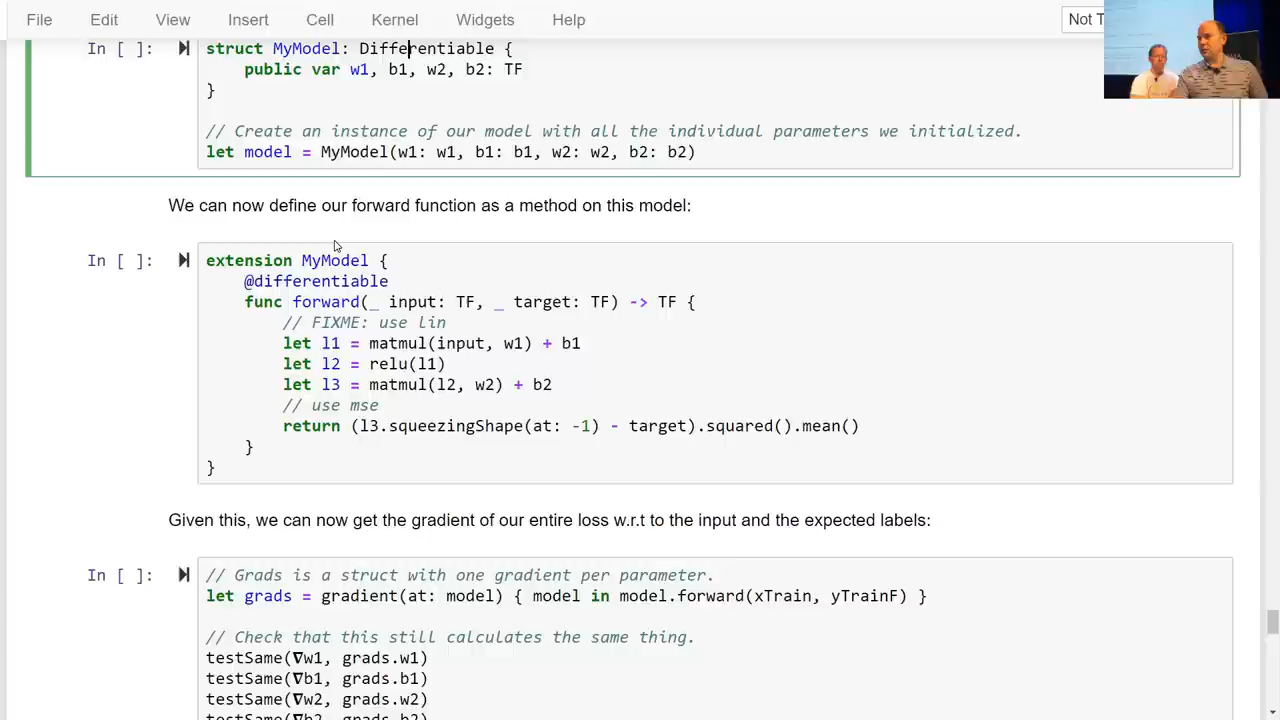 File Edit View Insert Cell Kernel Widgets Help Not T
In [ ]: struct MyModel: Differentiable {
public var w1, b1, w2, b2: TF
}
// Create an instance of our model with all the individual parameters we initialized.
let model = MyModel(w1: w1, b1: b1, w2: w2, b2: b2)
We can now define our forward function as a method on this model:
In [ ]: extension MyModel {
@differentiable
func forward(_ input: TF, _ target: TF) -> TF {
// FIXME: use lin
let l1 = matmul(input, w1) + b1
let l2 = relu(l1)
let l3 = matmul(l2, w2) + b2
// use mse
return (l3.squeezingShape(at: -1) - target).squared().mean()
}
}
Given this, we can now get the gradient of our entire loss w.r.t to the input and the expected labels:
In [ ]: // Grads is a struct with one gradient per parameter.
let grads = gradient(at: model) { model in model.forward(xTrain, yTrainF) }
// Check that this still calculates the same thing.
testSame(∇w1, grads.w1)
testSame(∇b1, grads.b1)
testSame(∇w2, grads.w2)
testSame(∇b2, grads.b2)